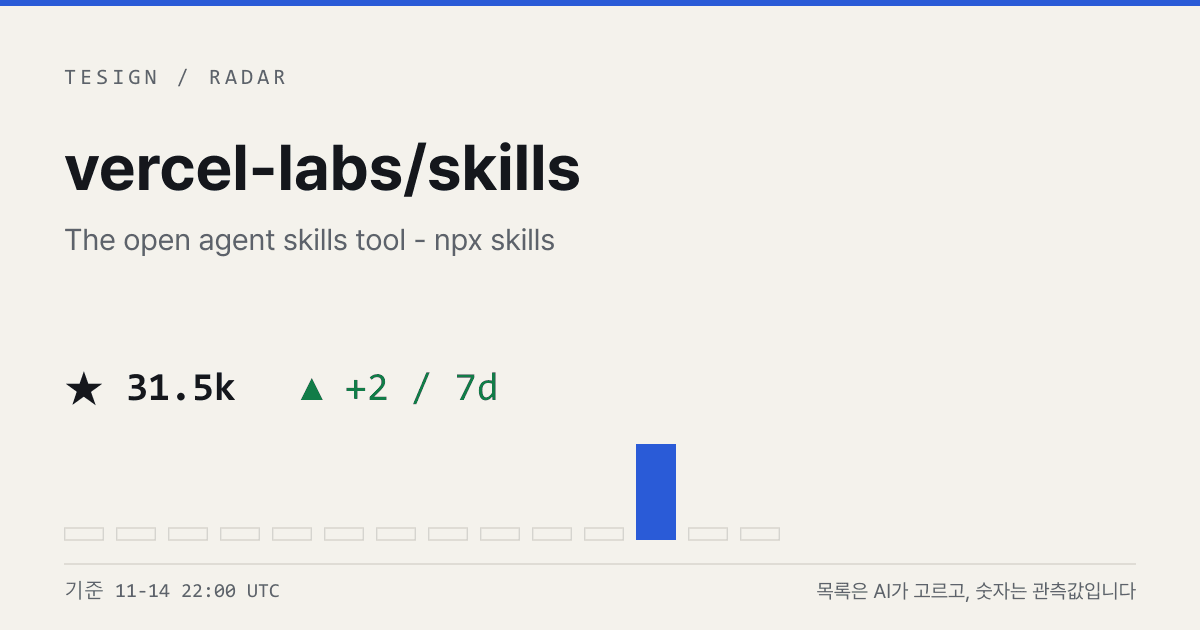 TESIGN / RADAR
vercel-labs/skills
The open agent skills tool - npx skills
★ 31.5k ▲ +2 / 7d
기준 11-14 22:00 UTC
목록은 AI가 고르고, 숫자는 관측값입니다